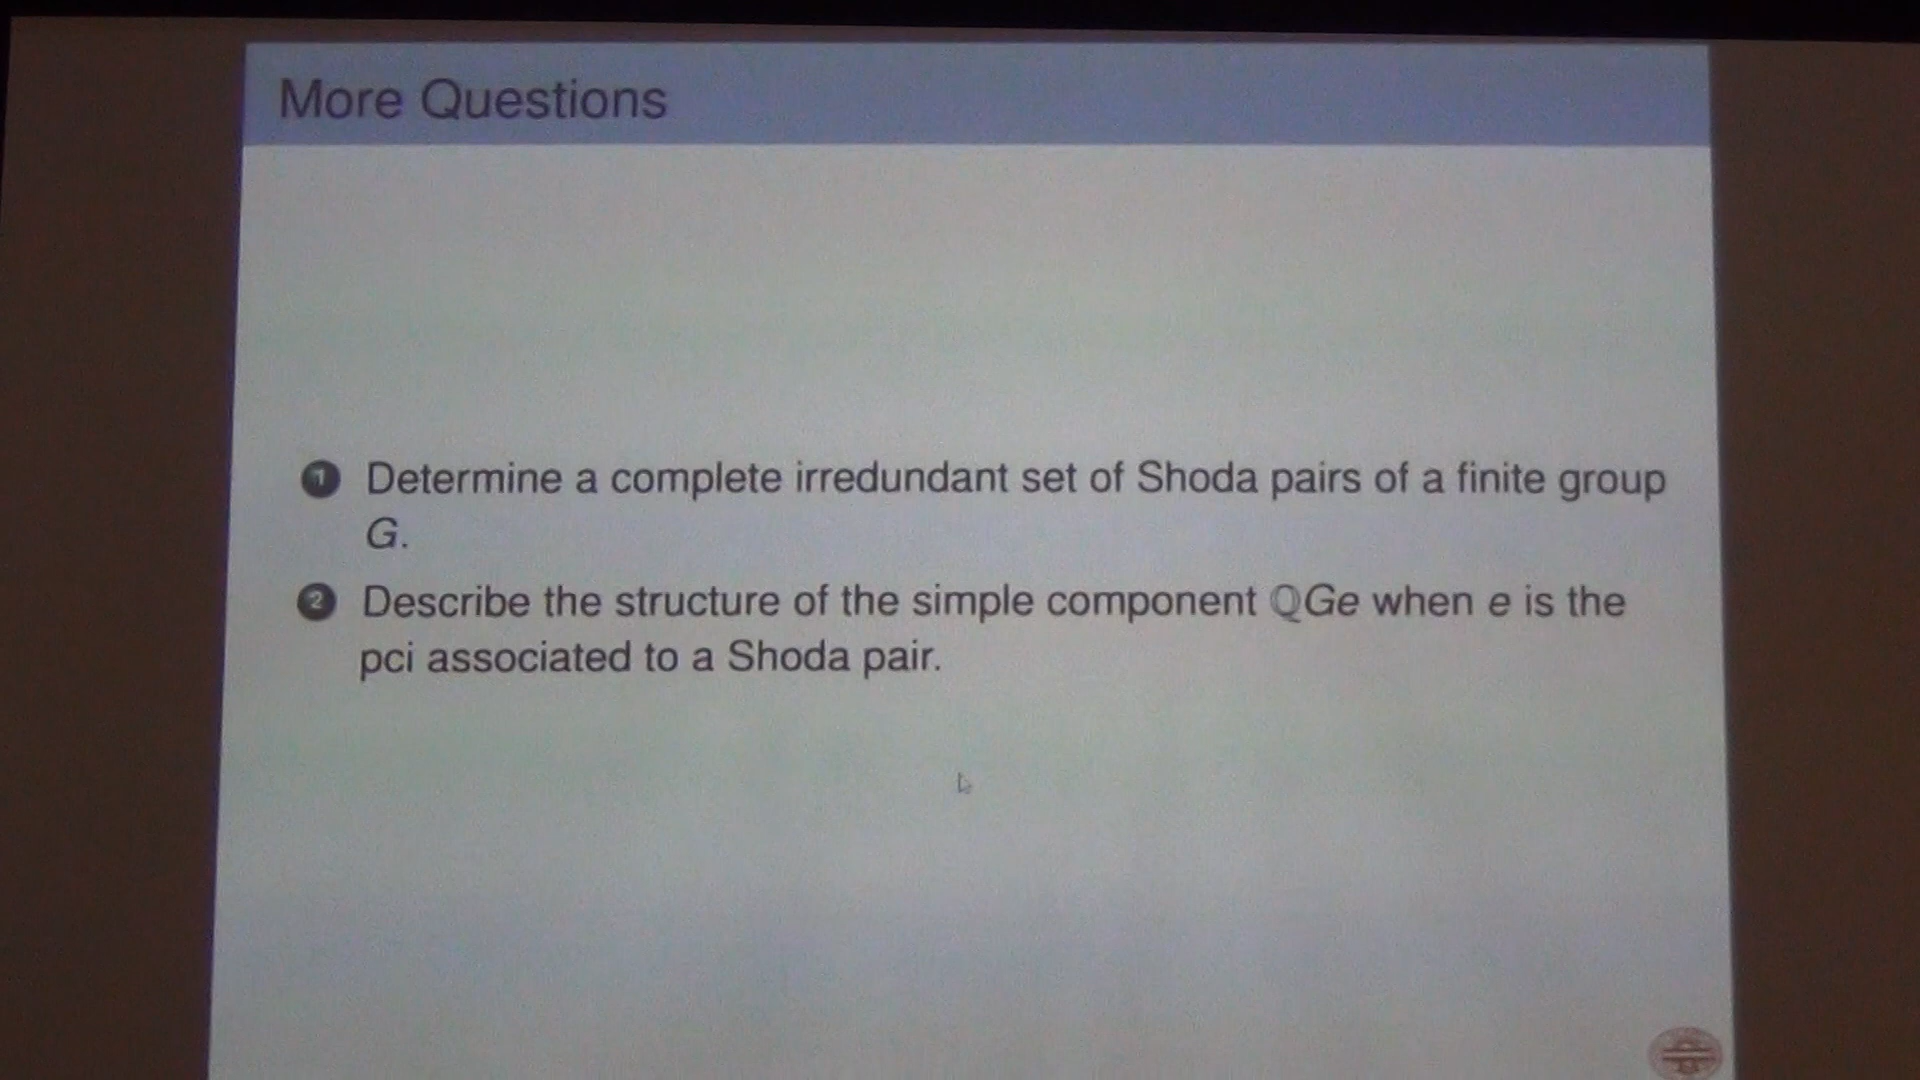 More Questions
1 Determine a complete irredundant set of Shoda pairs of a finite group
G.
2 Describe the structure of the simple component ℚGe when e is the
pci associated to a Shoda pair.